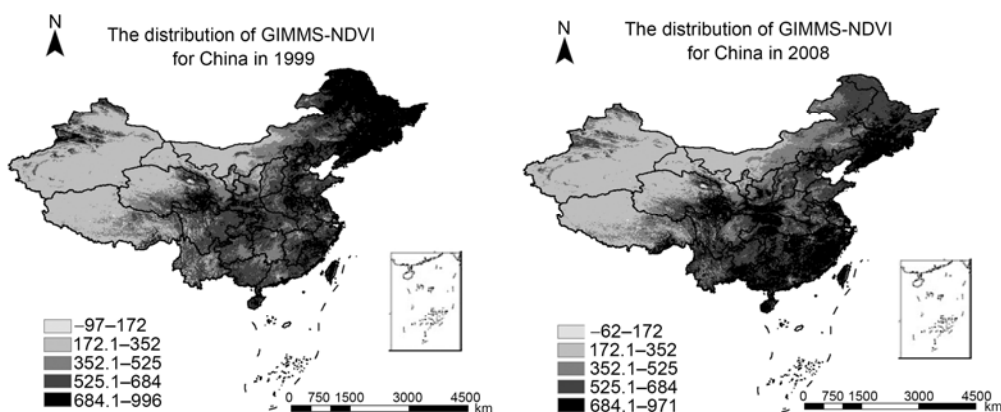 N
The distribution of GIMMS-NDVI
for China in 1999
–97–172
172.1–352
352.1–525
525.1–684
684.1–996
0 750 1500 3000 4500
km
N
The distribution of GIMMS-NDVI
for China in 2008
–62–172
172.1–352
352.1–525
525.1–684
684.1–971
0 750 1500 3000 4500
km